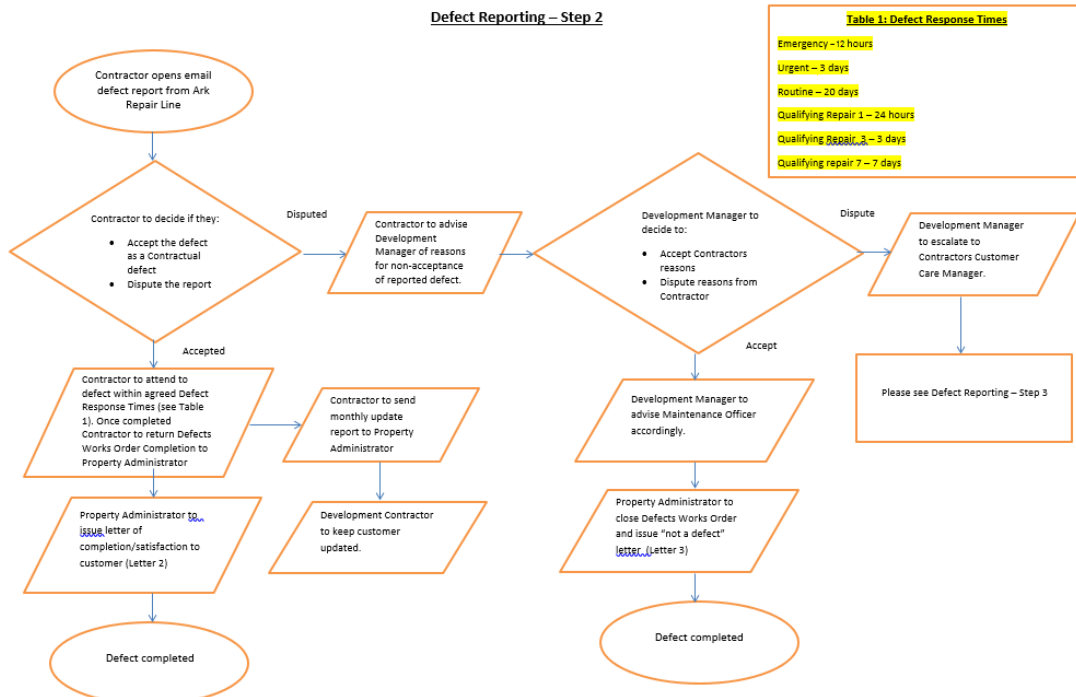 Defect Reporting – Step 2
Table 1: Defect Response Times
Emergency –12 hours
Urgent – 3 days
Routine – 20 days
Qualifying Repair 1 – 24 hours
Qualifying Repair  3 – 3 days
Qualifying repair 7 – 7 days
Contractor opens email
defect report from Ark
Repair Line
Contractor to decide if they:
• Accept the defect
as a Contractual
defect
• Dispute the report
Disputed
Contractor to advise
Development
Manager of reasons
for non-acceptance
of reported defect.
Development Manager to
decide to:
• Accept Contractors
reasons
• Dispute reasons from
Contractor
Dispute
Development Manager
to escalate to
Contractors Customer
Care Manager.
Accepted
Accept
Contractor to attend to
defect within agreed Defect
Response Times (see Table
1). Once completed
Contractor to return Defects
Works Order Completion to
Property Administrator
Contractor to send
monthly update
report to Property
Administrator
Development Manager to
advise Maintenance Officer
accordingly.
Please see Defect Reporting – Step 3
Property Administrator to
issue letter of
completion/satisfaction to
customer (Letter 2)
Development Contractor
to keep customer
updated.
Property Administrator to
close Defects Works Order
and issue “not a defect”
letter. (Letter 3)
Defect completed
Defect completed